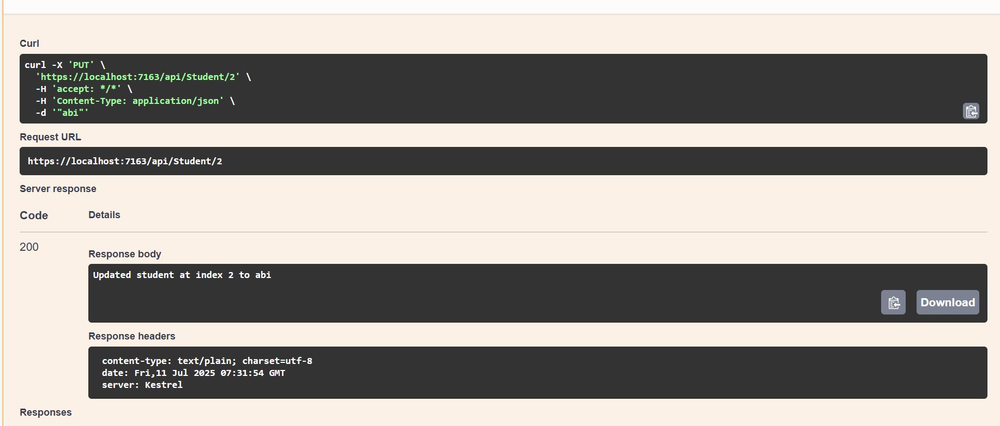 Curl
curl -X 'PUT' \
'https://localhost:7163/api/Student/2' \
-H 'accept: */*' \
-H 'Content-Type: application/json' \
-d '"abi"'
Request URL
https://localhost:7163/api/Student/2
Server response
Code Details
200
Response body
Updated student at index 2 to abi
Download
Response headers
content-type: text/plain; charset=utf-8
date: Fri,11 Jul 2025 07:31:54 GMT
server: Kestrel
Responses